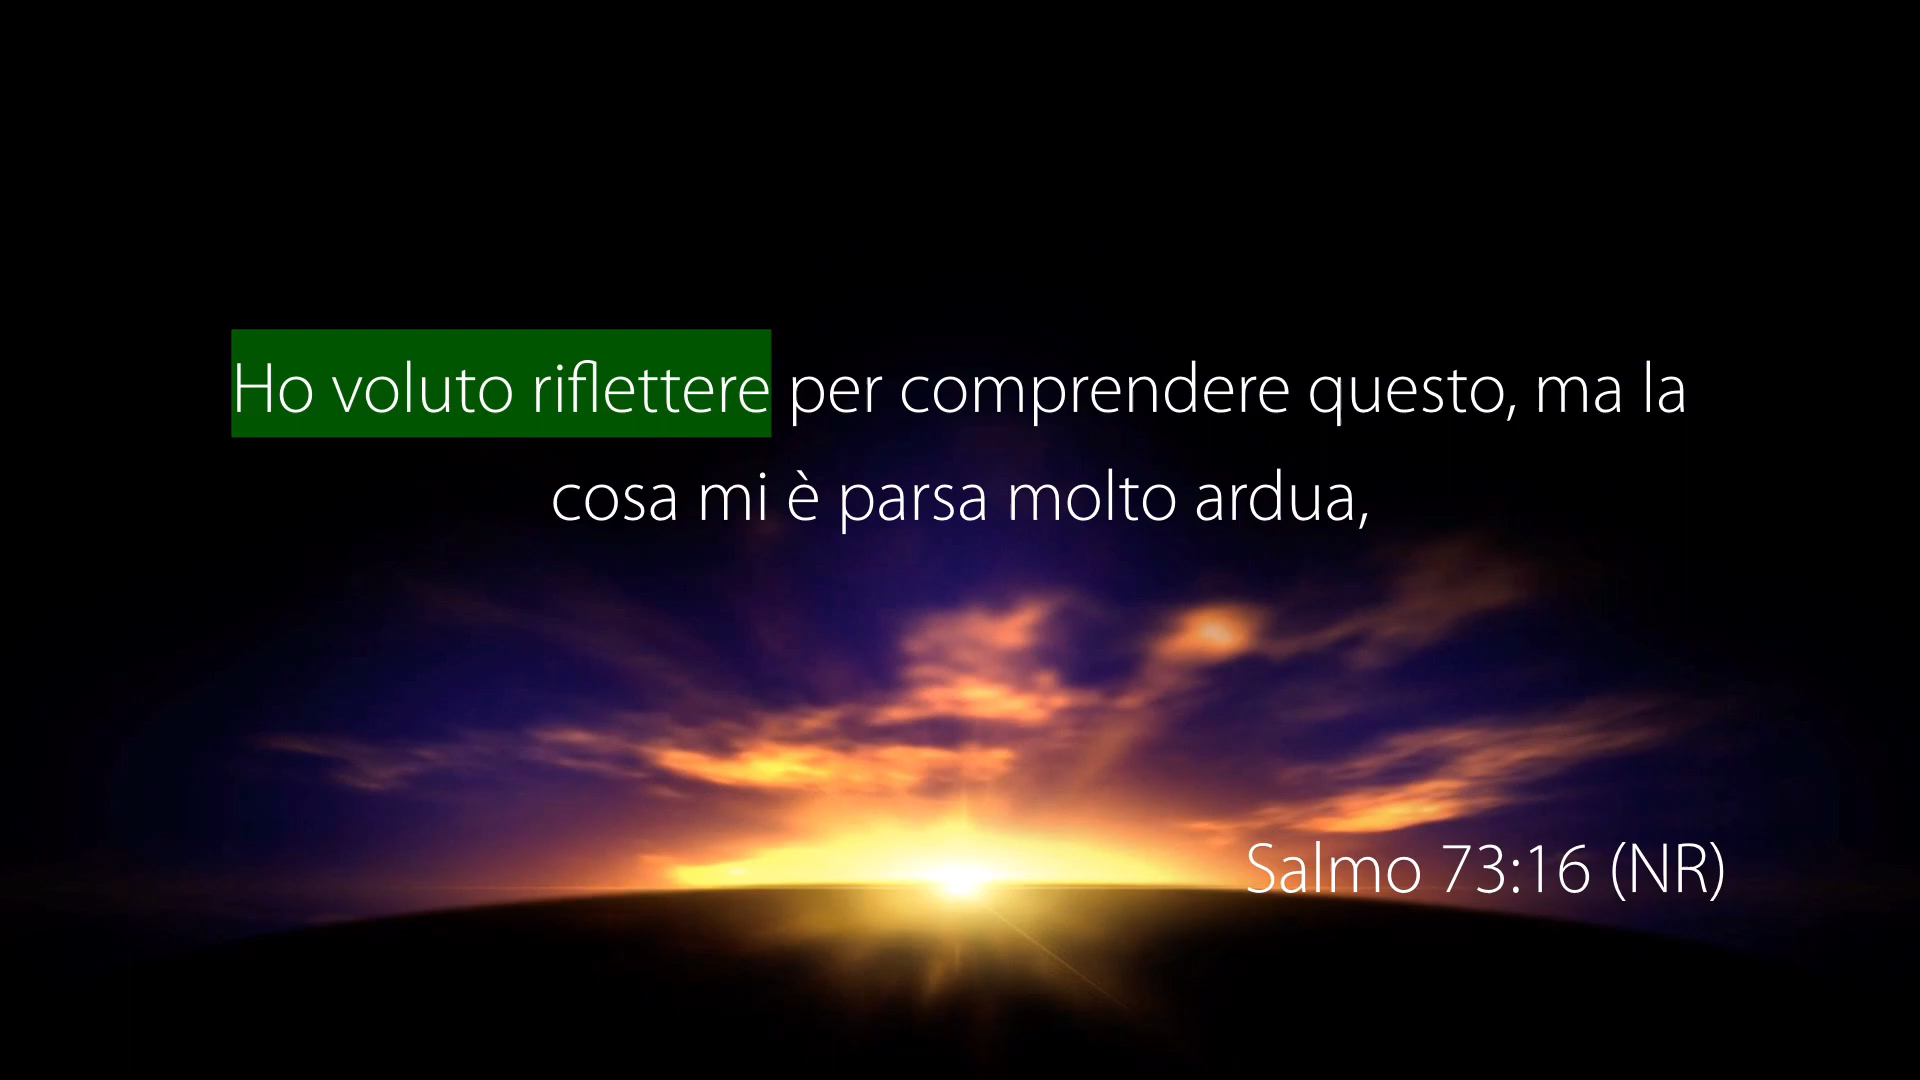 Ho voluto riflettere per comprendere questo, ma la
cosa mi è parsa molto ardua,
Salmo 73:16 (NR)